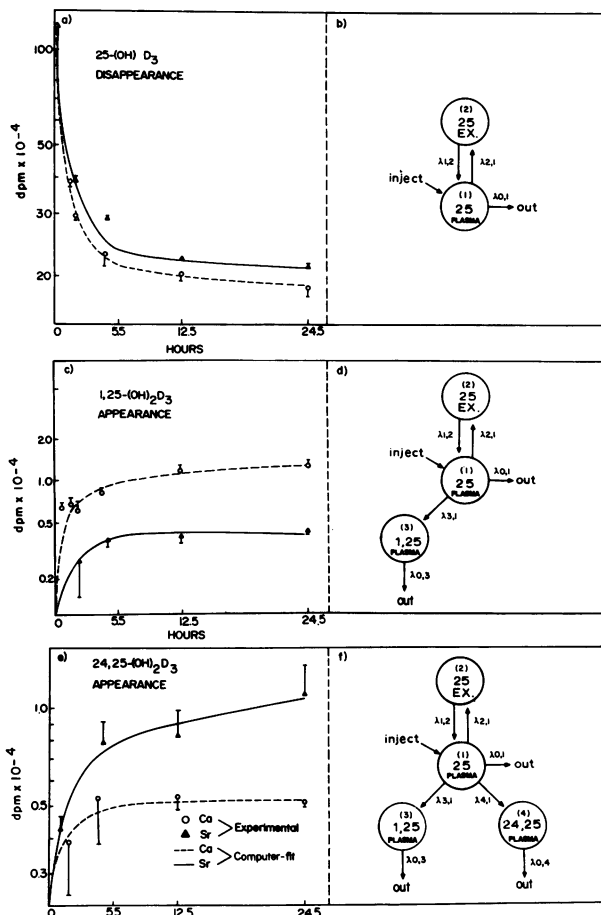 a)
25-(OH) D3
DISAPPEARANCE
dpm x 10-4
100
50
30
20
0 5.5 12.5 24.5
HOURS
b)
(2)
25
EX.
λ1,2 λ2,1
inject
(1)
25
PLASMA
λ0,1
out
c)
1,25-(OH)2D3
APPEARANCE
dpm x 10-4
2.0
1.0
0.5
0.2
0 5.5 12.5 24.5
HOURS
d)
(2)
25
EX.
λ1,2 λ2,1
inject
(1)
25
PLASMA
λ0,1
out
λ3,1
(3)
1,25
PLASMA
λ0,3
out
e)
24,25-(OH)2D3
APPEARANCE
dpm x 10-4
1.0
0.5
0.3
Ca
Sr
Experimental
Ca
Sr
Computer-fit
0 5.5 12.5 24.5
HOURS
f)
(2)
25
EX.
λ1,2 λ2,1
inject
(1)
25
PLASMA
λ0,1
out
λ3,1 λ4,1
(3)
1,25
PLASMA
(4)
24,25
PLASMA
λ0,3 λ0,4
out out